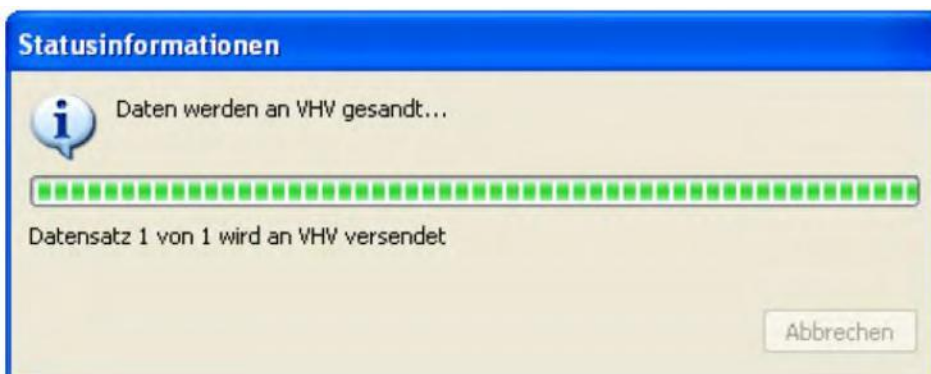 Statusinformationen
Daten werden an VHV gesandt...
Datensatz 1 von 1 wird an VHV versendet
Abbrechen